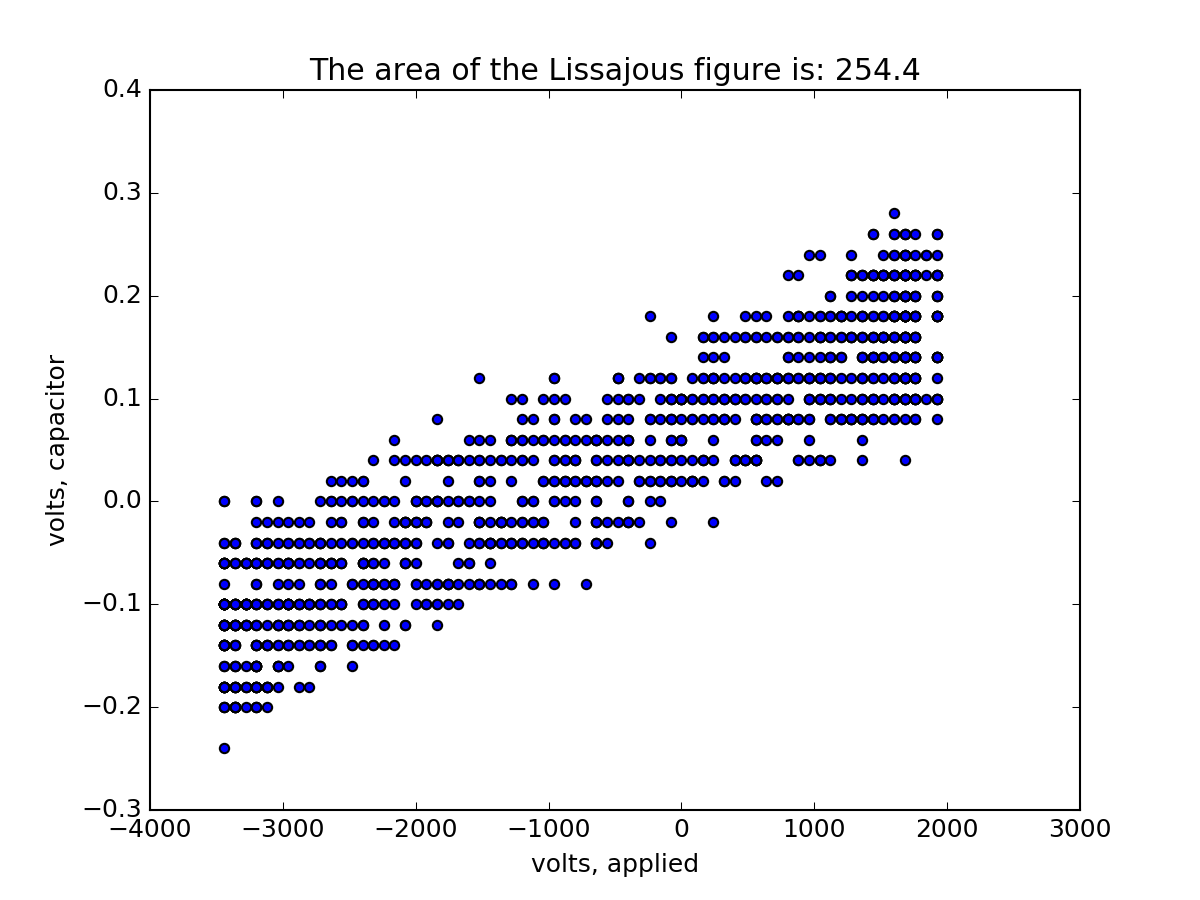 The area of the Lissajous figure is: 254.4
0.4
0.3
0.2
0.1
0.0
−0.1
−0.2
−0.3
volts, capacitor
−4000 −3000 −2000 −1000 0 1000 2000 3000
volts, applied